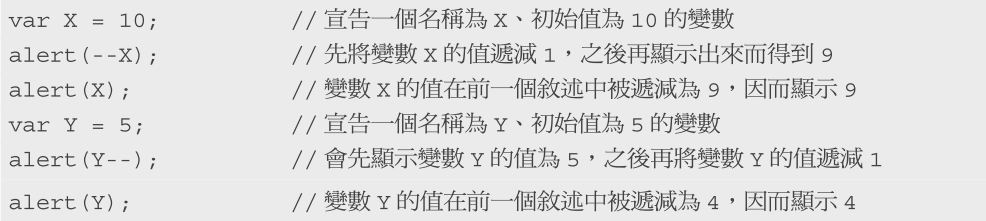 var X = 10; // 宣告一個名稱為 X、初始值為 10 的變數
alert(--X); // 先將變數 X 的值遞減 1，之後再顯示出來而得到 9
alert(X); // 變數 X 的值在前一個敘述中被遞減為 9，因而顯示 9
var Y = 5; // 宣告一個名稱為 Y、初始值為 5 的變數
alert(Y--); // 會先顯示變數 Y 的值為 5，之後再將變數 Y 的值遞減 1
alert(Y); // 變數 Y 的值在前一個敘述中被遞減為 4，因而顯示 4